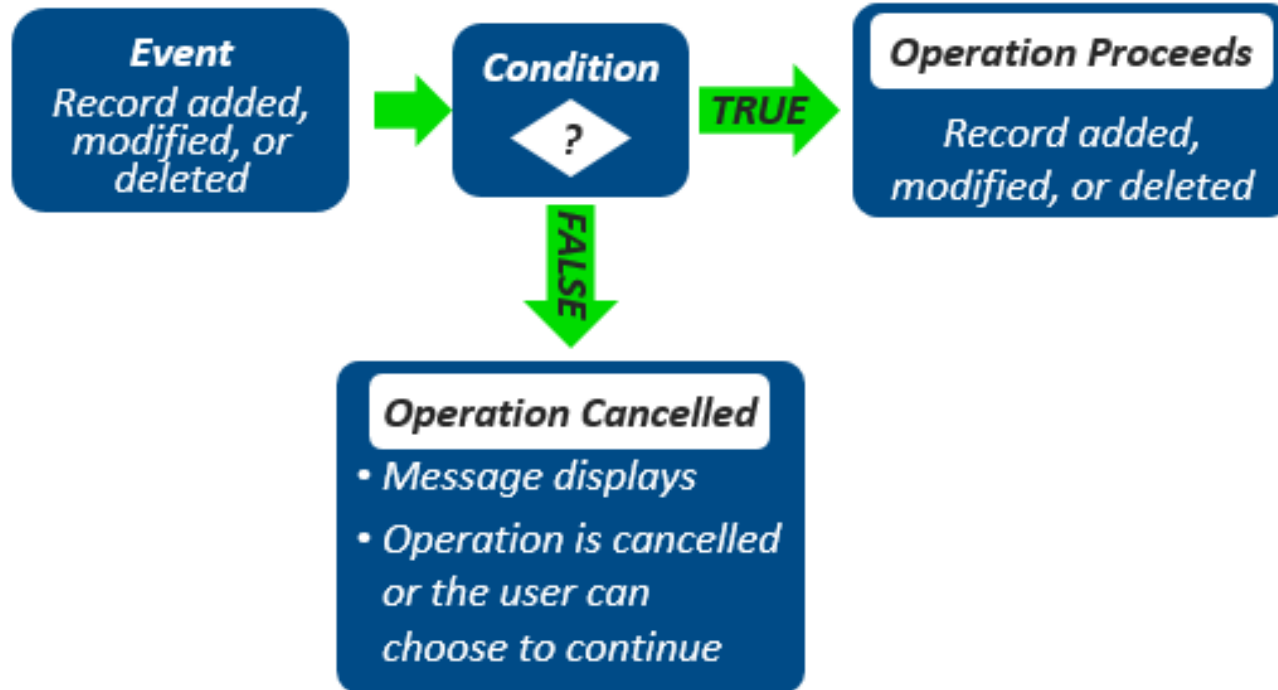 Event
Record added,
modified, or
deleted
Condition
?
TRUE
Operation Proceeds
Record added,
modified, or deleted
FALSE
Operation Cancelled
• Message displays
• Operation is cancelled
or the user can
choose to continue